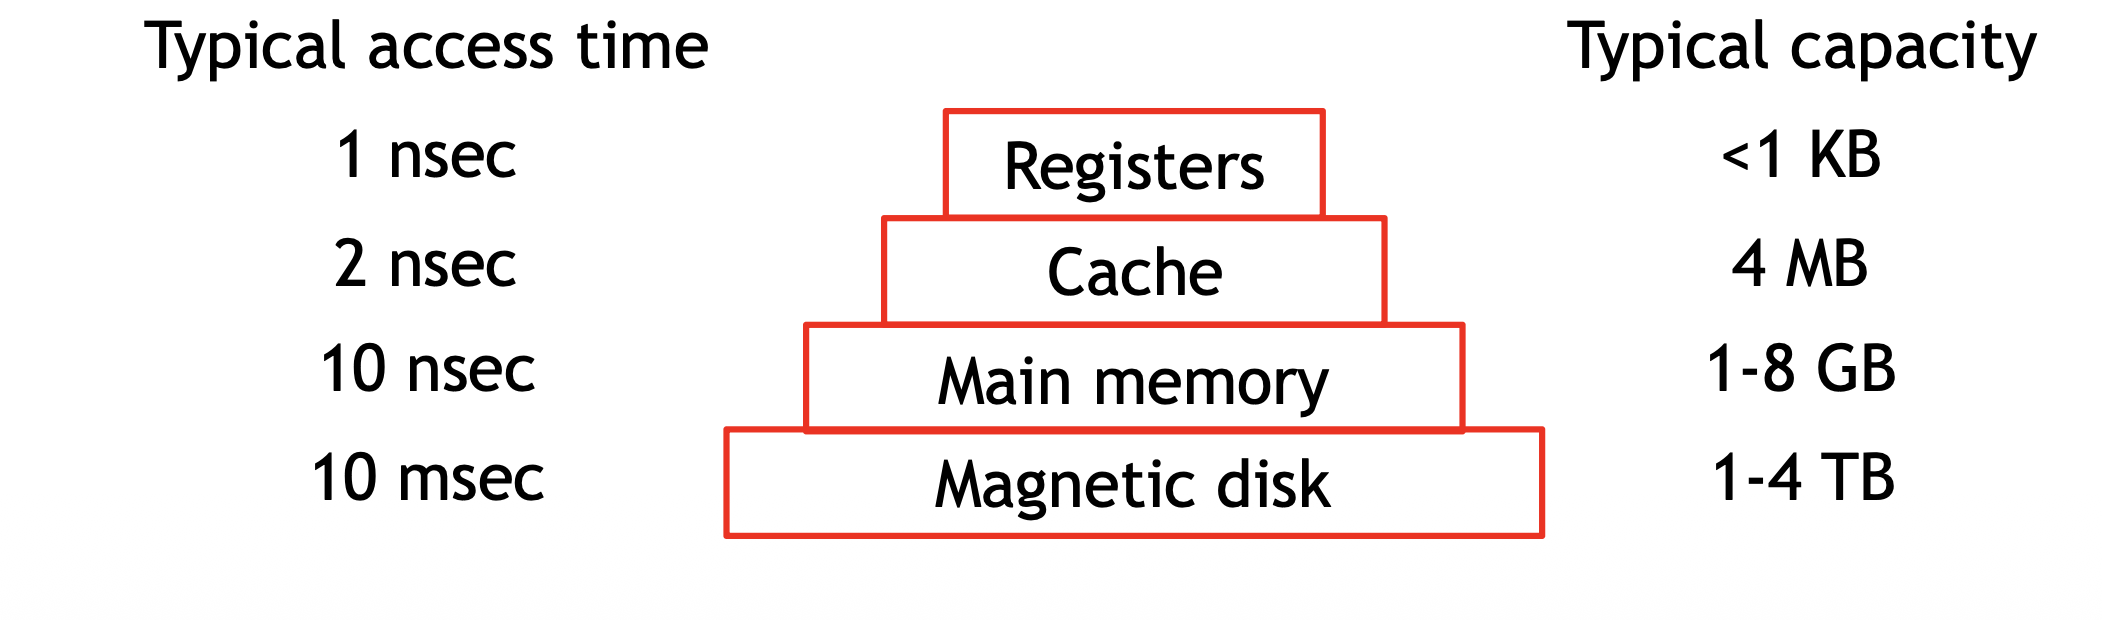 Typical access time Typical capacity
1 nsec Registers <1 KB
2 nsec Cache 4 MB
10 nsec Main memory 1-8 GB
10 msec Magnetic disk 1-4 TB